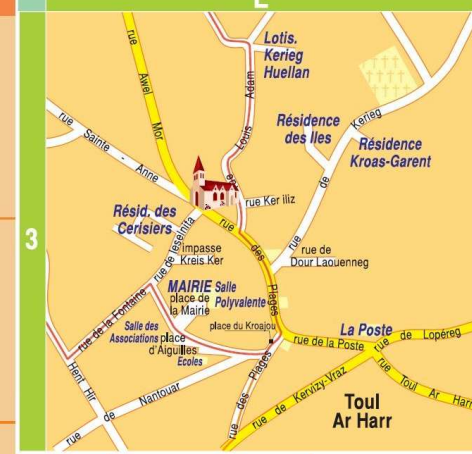 3
rue Awel Mor
Lotis.
Kerieg
Huellan
rue Louis Adam
Résidence
des Iles
rue de Kerieg
Résidence
Kroas-Garent
rue Sainte - Anne
rue Ker iliz
Résid. des
Cerisiers
rue de Ieseinita
impasse
Kreis Ker
rue des Plages
rue de
Dour Laouenneg
MAIRIE
Salle
Polyvalente
place de
la Mairie
rue de la Fontaine
Salle des
Associations
place
d'Aiguilles
Ecoles
place du Kroajou
La Poste
rue de la Poste
rue de Lopéreg
Hent Hir
rue de Nantouar
rue des Plages
rue de Kervizy-Vraz
rue Toul Ar Harr
Toul
Ar Harr